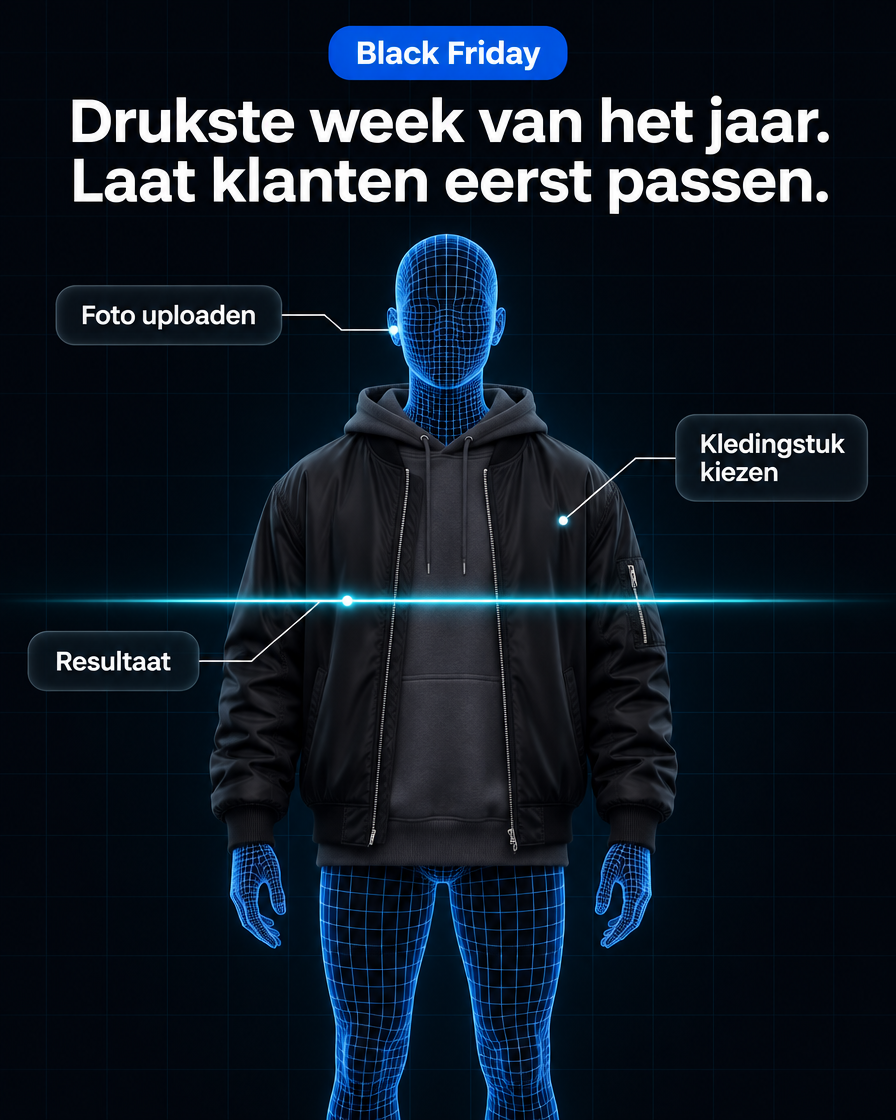 Black Friday
Drukste week van het jaar.
Laat klanten eerst passen.
Foto uploaden
Kledingstuk
kiezen
Resultaat